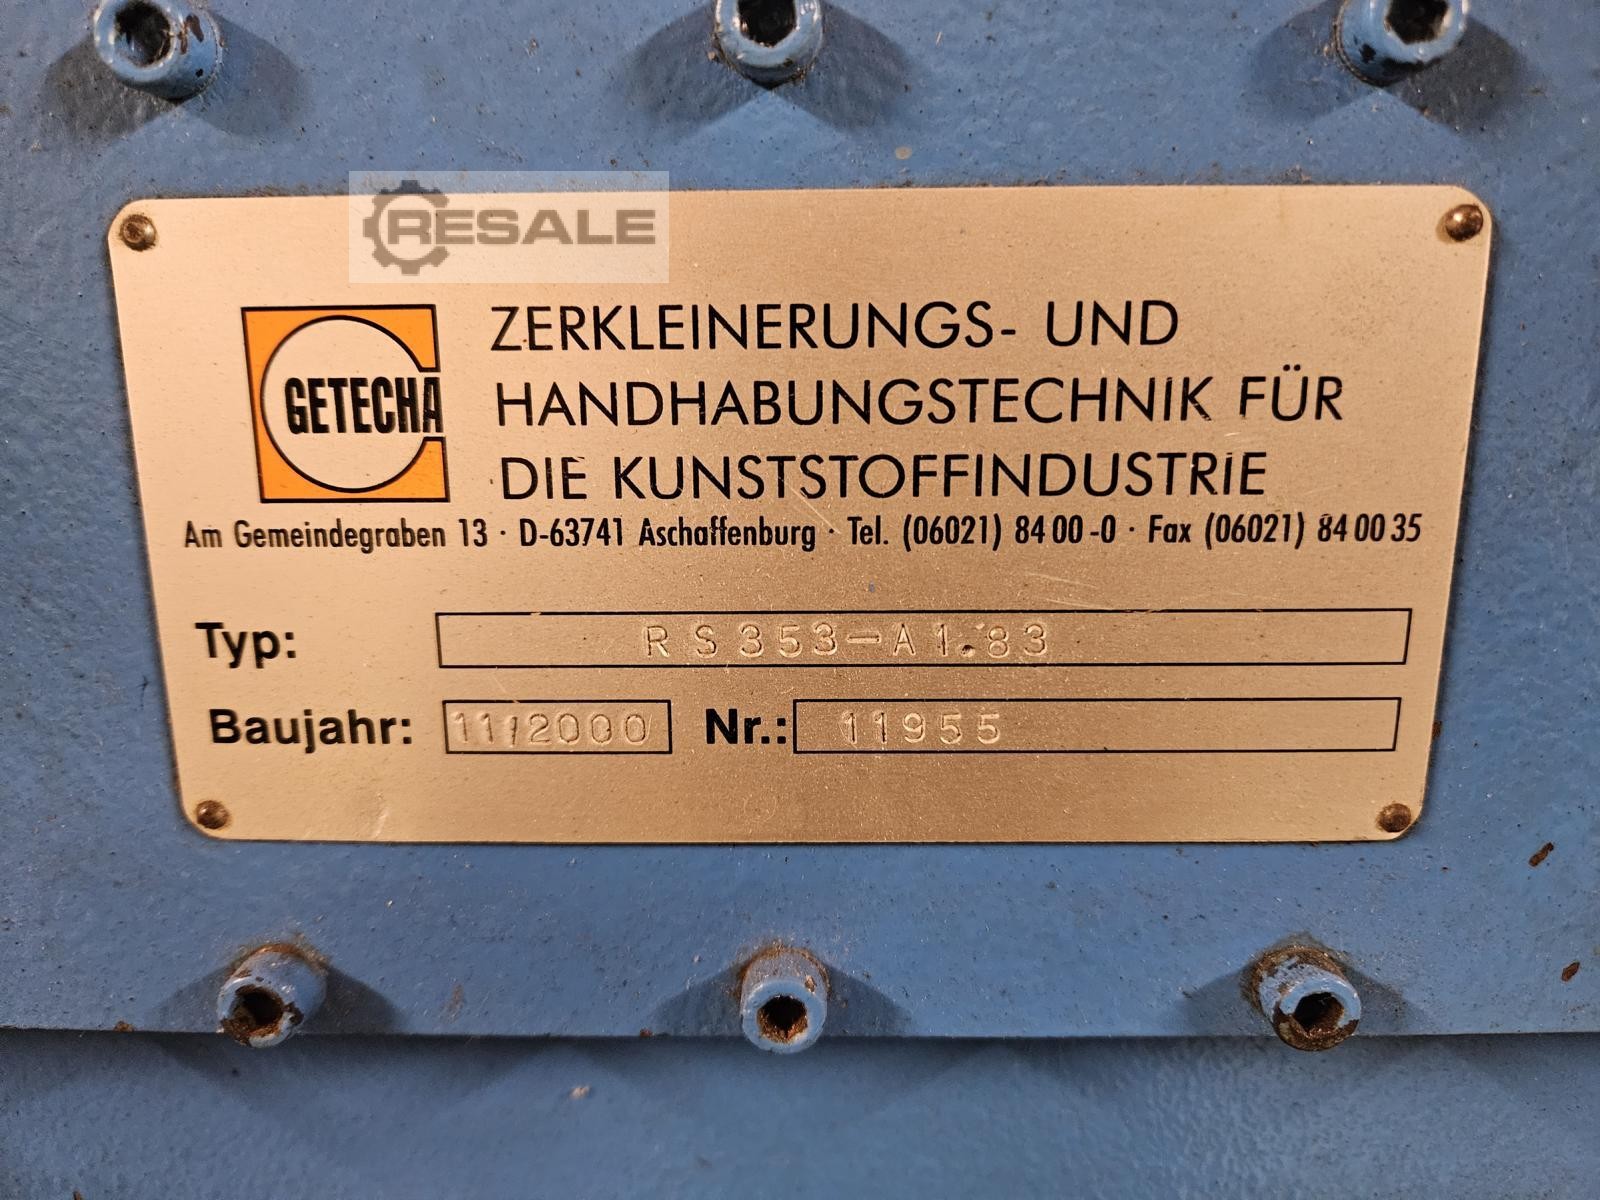 RESALE
GETECHA
ZERKLEINERUNGS- UND
HANDHABUNGSTECHNIK FÜR
DIE KUNSTSTOFFINDUSTRIE
Am Gemeindegraben 13 · D-63741 Aschaffenburg · Tel. (06021) 84 00-0 · Fax (06021) 84 00 35
Typ: RS353-A1.83
Baujahr: 11/2000 Nr.: 11955